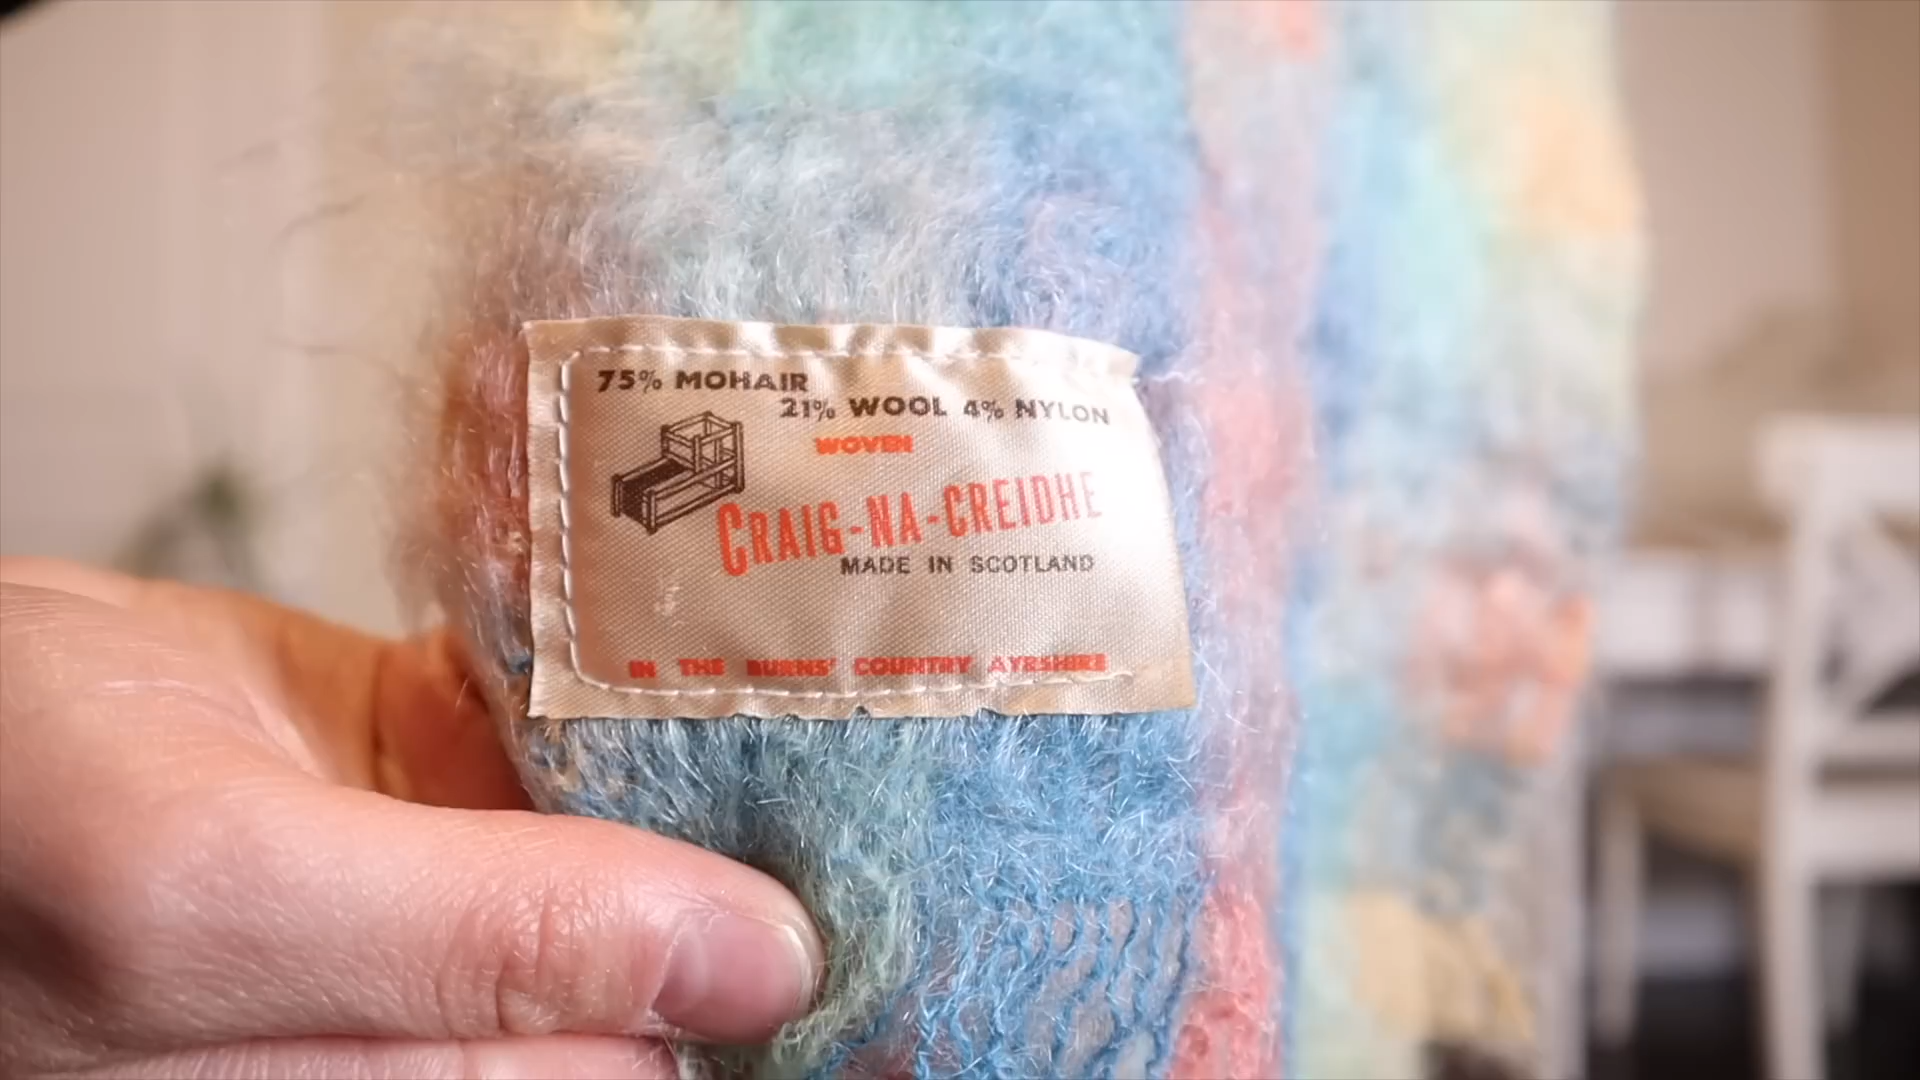 75% MOHAIR
21% WOOL 4% NYLON
WOVEN
CRAIG-NA-CREIDHE
MADE IN SCOTLAND
IN THE BURNS' COUNTRY AYRSHIRE